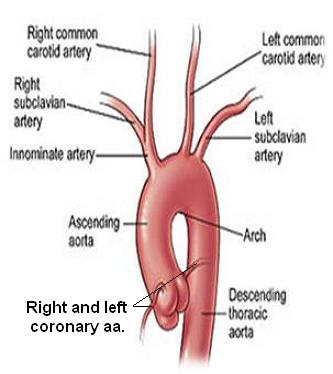 Right common
carotid artery
Left common
carotid artery
Right
subclavian
artery
Left
subclavian
artery
Innominate artery
Ascending
aorta
Arch
Right and left
coronary aa.
Descending
thoracic
aorta